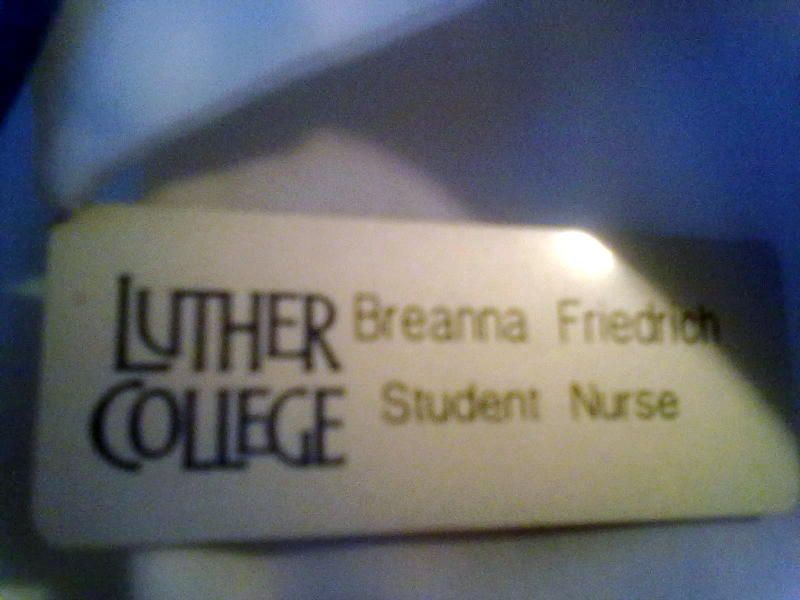 LUTHER
COLLEGE
Breanna Friedrich
Student Nurse